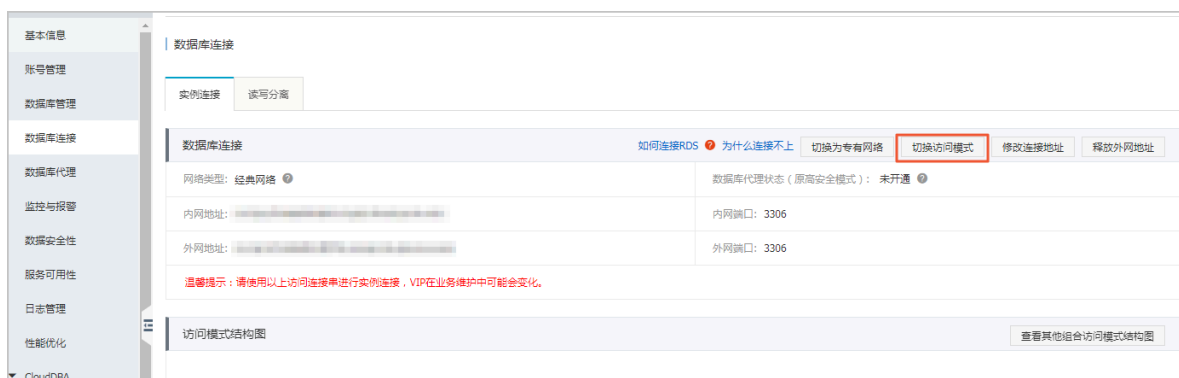 基本信息
账号管理
数据库管理
数据库连接
数据库代理
监控与报警
数据安全性
服务可用性
日志管理
性能优化
CloudDBA
数据库连接
实例连接 读写分离
数据库连接 如何连接RDS ? 为什么连接不上 切换为专有网络 切换访问模式 修改连接地址 释放外网地址
网络类型: 经典网络 ? 数据库代理状态 ( 原高安全模式 ) : 未开通 ?
内网地址: 内网端口: 3306
外网地址: 外网端口: 3306
温馨提示：请使用以上访问连接串进行实例连接，VIP在业务维护中可能会变化。
访问模式结构图 查看其他组合访问模式结构图